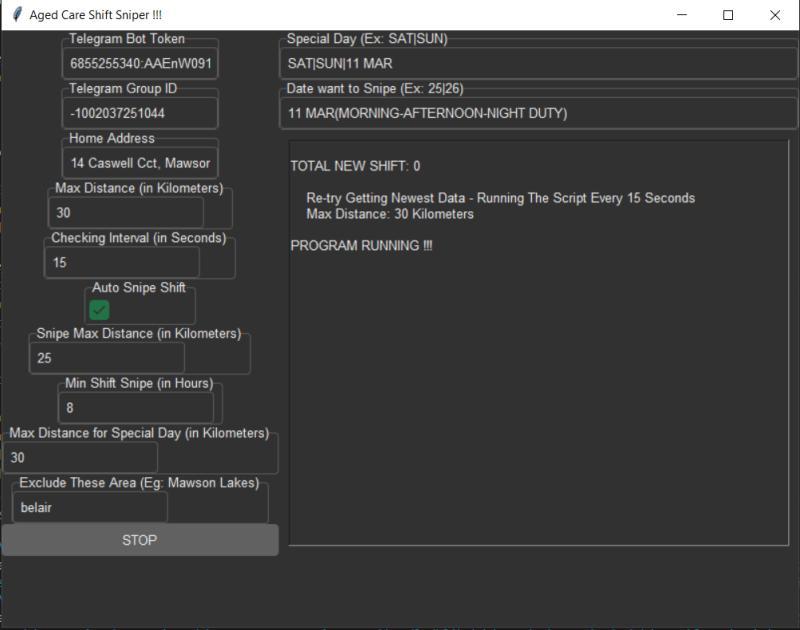 Aged Care Shift Sniper !!!
Telegram Bot Token
6855255340:AAEnW091
Telegram Group ID
-1002037251044
Home Address
14 Caswell Cct, Mawsor
Max Distance (in Kilometers)
30
Checking Interval (in Seconds)
15
Auto Snipe Shift
Snipe Max Distance (in Kilometers)
25
Min Shift Snipe (in Hours)
8
Max Distance for Special Day (in Kilometers)
30
Exclude These Area (Eg: Mawson Lakes)
belair
STOP
Special Day (Ex: SAT|SUN)
SAT|SUN|11 MAR
Date want to Snipe (Ex: 25|26)
11 MAR(MORNING-AFTERNOON-NIGHT DUTY)
TOTAL NEW SHIFT: 0
Re-try Getting Newest Data - Running The Script Every 15 Seconds
Max Distance: 30 Kilometers
PROGRAM RUNNING !!!